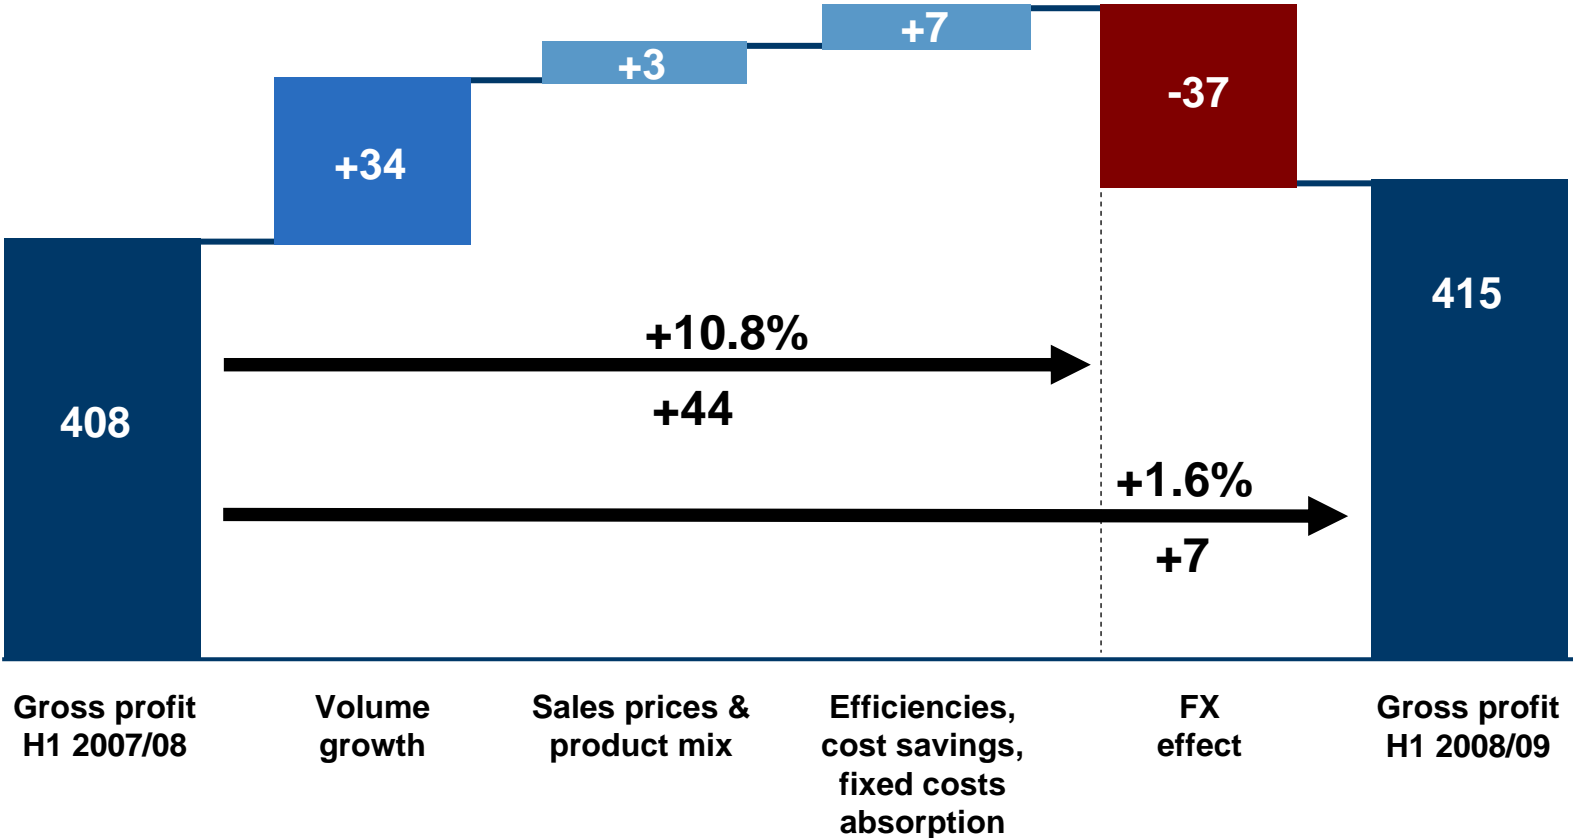 +7
+3
-37
+34
415
+10.8%
+44
408
+1.6%
+7
Gross profit
H1 2007/08
Volume
growth
Sales prices &
product mix
Efficiencies,
cost savings,
fixed costs
absorption
FX
effect
Gross profit
H1 2008/09